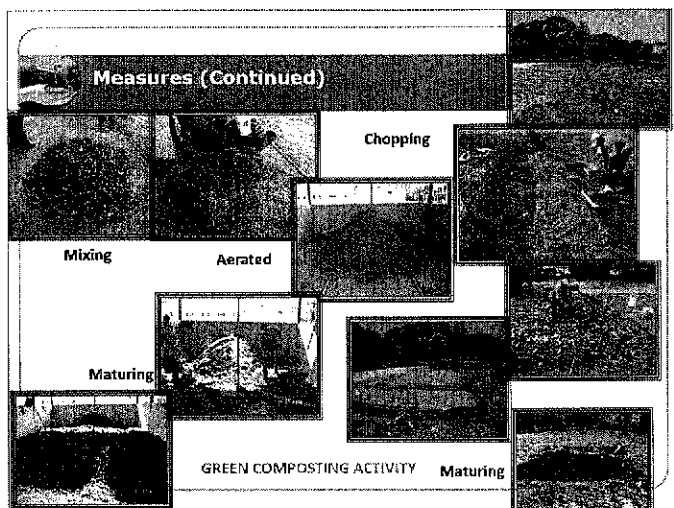 Measures (Continued)
Chopping
Mixing
Aerated
Maturing
GREEN COMPOSTING ACTIVITY
Maturing